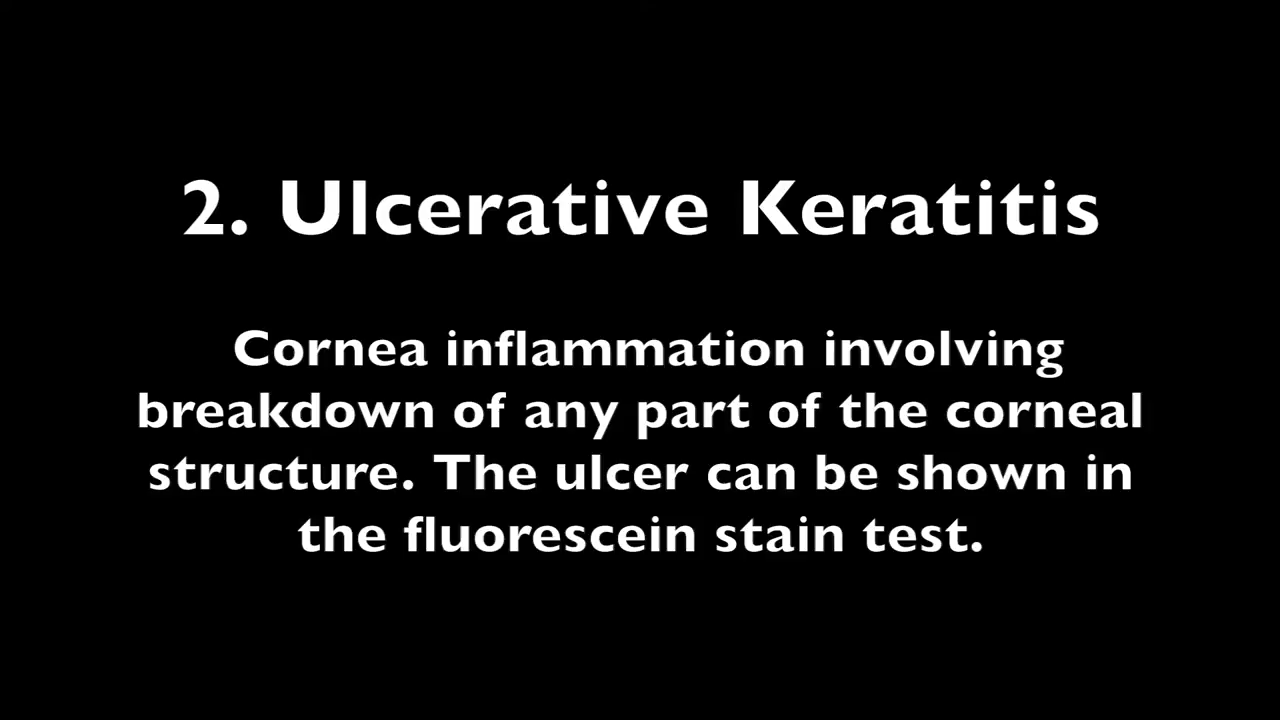 2. Ulcerative Keratitis
Cornea inflammation involving
breakdown of any part of the corneal
structure. The ulcer can be shown in
the fluorescein stain test.